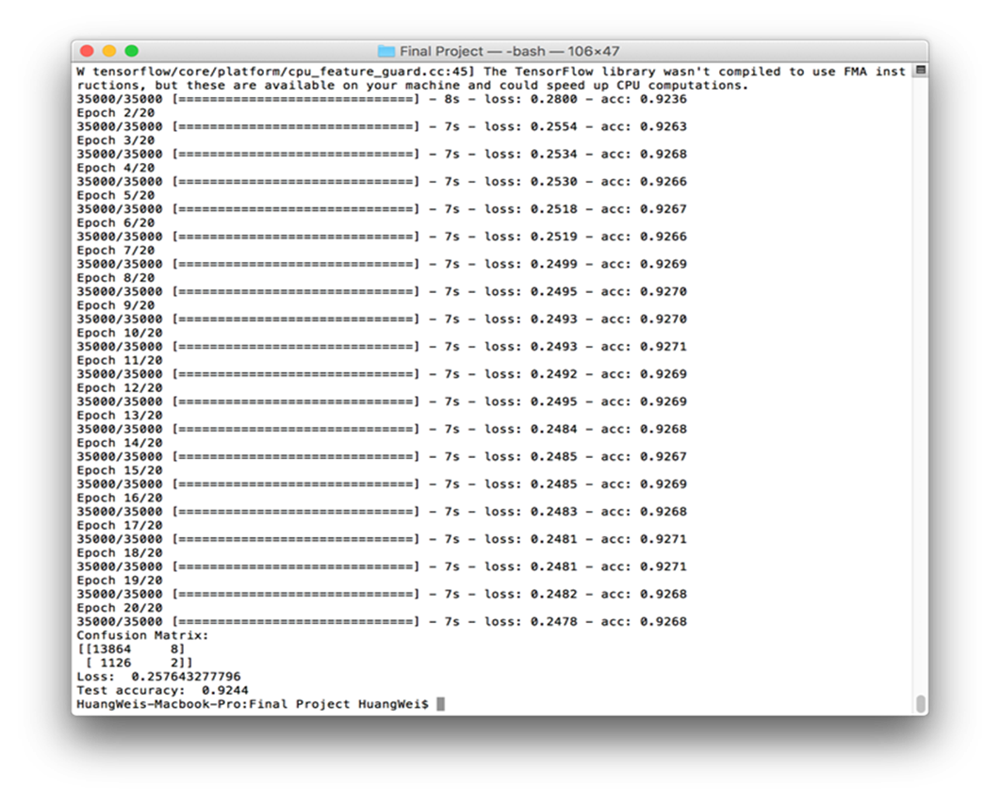 Final Project — -bash — 106×47
W tensorflow/core/platform/cpu_feature_guard.cc:45] The TensorFlow library wasn't compiled to use FMA inst
ructions, but these are available on your machine and could speed up CPU computations.
35000/35000 [==============================] - 8s - loss: 0.2800 - acc: 0.9236
Epoch 2/20
35000/35000 [==============================] - 7s - loss: 0.2554 - acc: 0.9263
Epoch 3/20
35000/35000 [==============================] - 7s - loss: 0.2534 - acc: 0.9268
Epoch 4/20
35000/35000 [==============================] - 7s - loss: 0.2530 - acc: 0.9266
Epoch 5/20
35000/35000 [==============================] - 7s - loss: 0.2518 - acc: 0.9267
Epoch 6/20
35000/35000 [==============================] - 7s - loss: 0.2519 - acc: 0.9266
Epoch 7/20
35000/35000 [==============================] - 7s - loss: 0.2499 - acc: 0.9269
Epoch 8/20
35000/35000 [==============================] - 7s - loss: 0.2495 - acc: 0.9270
Epoch 9/20
35000/35000 [==============================] - 7s - loss: 0.2493 - acc: 0.9270
Epoch 10/20
35000/35000 [==============================] - 7s - loss: 0.2493 - acc: 0.9271
Epoch 11/20
35000/35000 [==============================] - 7s - loss: 0.2492 - acc: 0.9269
Epoch 12/20
35000/35000 [==============================] - 7s - loss: 0.2495 - acc: 0.9269
Epoch 13/20
35000/35000 [==============================] - 7s - loss: 0.2484 - acc: 0.9268
Epoch 14/20
35000/35000 [==============================] - 7s - loss: 0.2485 - acc: 0.9267
Epoch 15/20
35000/35000 [==============================] - 7s - loss: 0.2485 - acc: 0.9269
Epoch 16/20
35000/35000 [==============================] - 7s - loss: 0.2483 - acc: 0.9268
Epoch 17/20
35000/35000 [==============================] - 7s - loss: 0.2481 - acc: 0.9271
Epoch 18/20
35000/35000 [==============================] - 7s - loss: 0.2481 - acc: 0.9271
Epoch 19/20
35000/35000 [==============================] - 7s - loss: 0.2482 - acc: 0.9268
Epoch 20/20
35000/35000 [==============================] - 7s - loss: 0.2478 - acc: 0.9268
Confusion Matrix:
[[13864     8]
 [ 1126     2]]
Loss:  0.257643277796
Test accuracy:  0.9244
HuangWeis-Macbook-Pro:Final Project HuangWei$